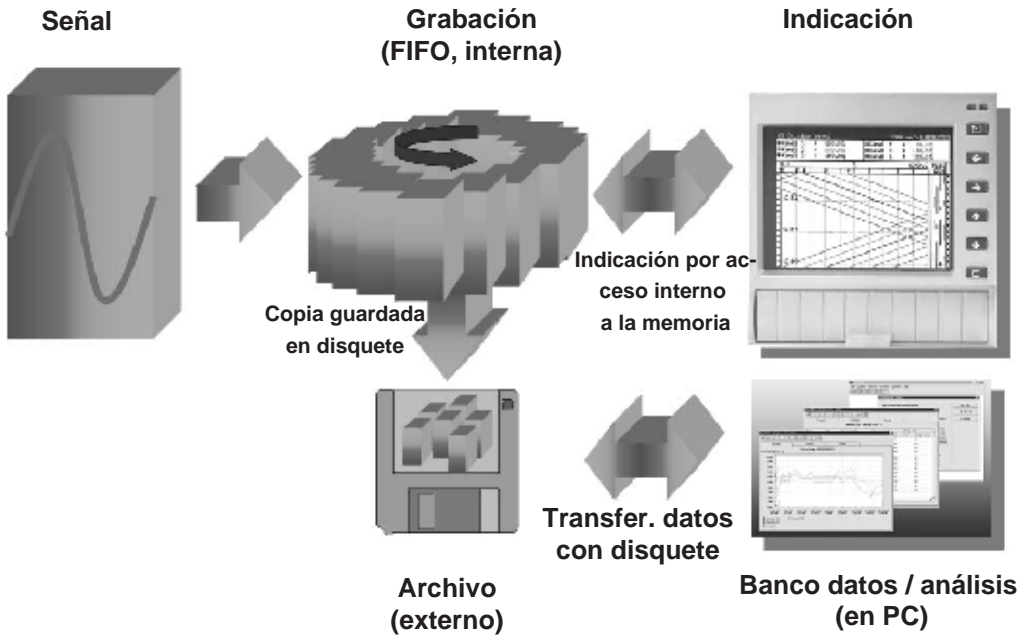 Señal
Grabación
(FIFO, interna)
Indicación
Indicación por ac-
ceso interno
a la memoria
Copia guardada
en disquete
Transfer. datos
con disquete
Archivo
(externo)
Banco datos / análisis
(en PC)